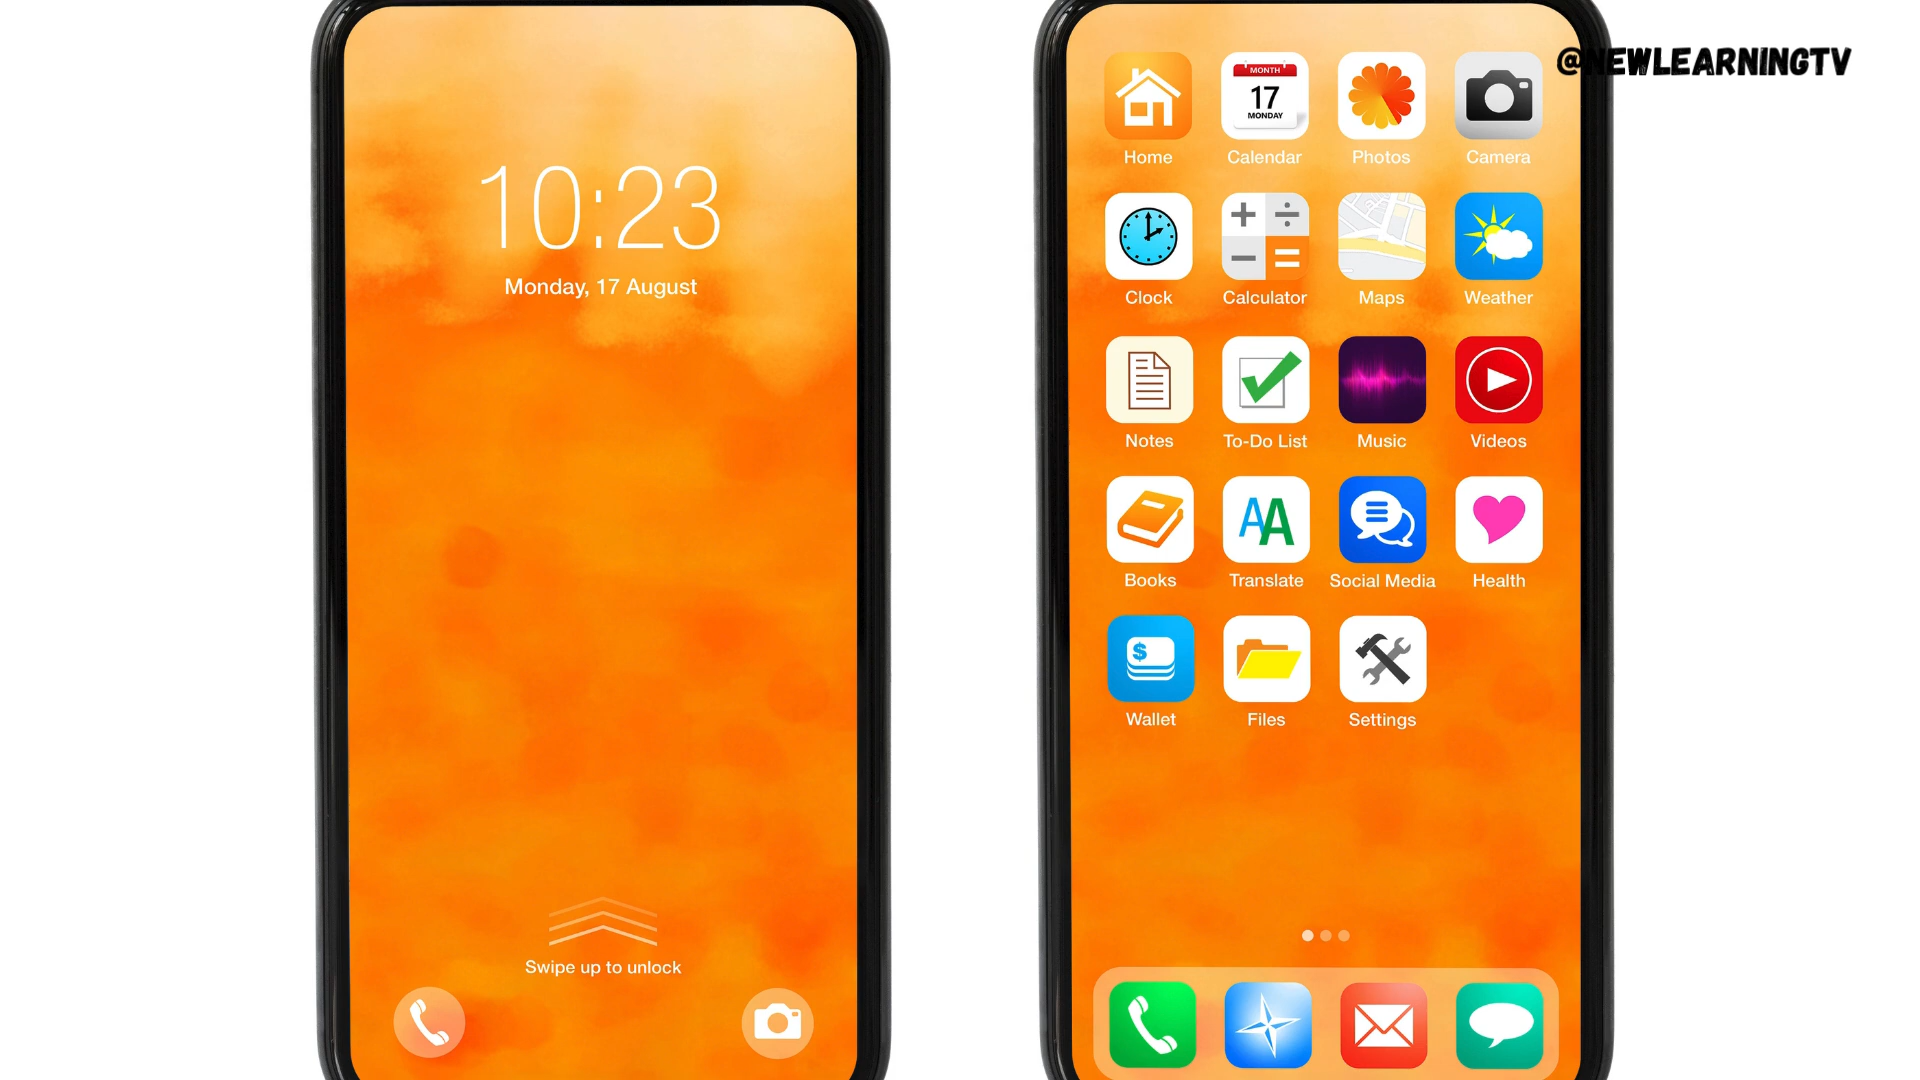 @NEWLEARNINGTV
10:23
Monday, 17 August
Swipe up to unlock
MONTH
17
MONDAY
Home Calendar Photos Camera
+ ÷
− =
Clock Calculator Maps Weather
Notes To-Do List Music Videos
AA
Books Translate Social Media Health
$
Wallet Files Settings